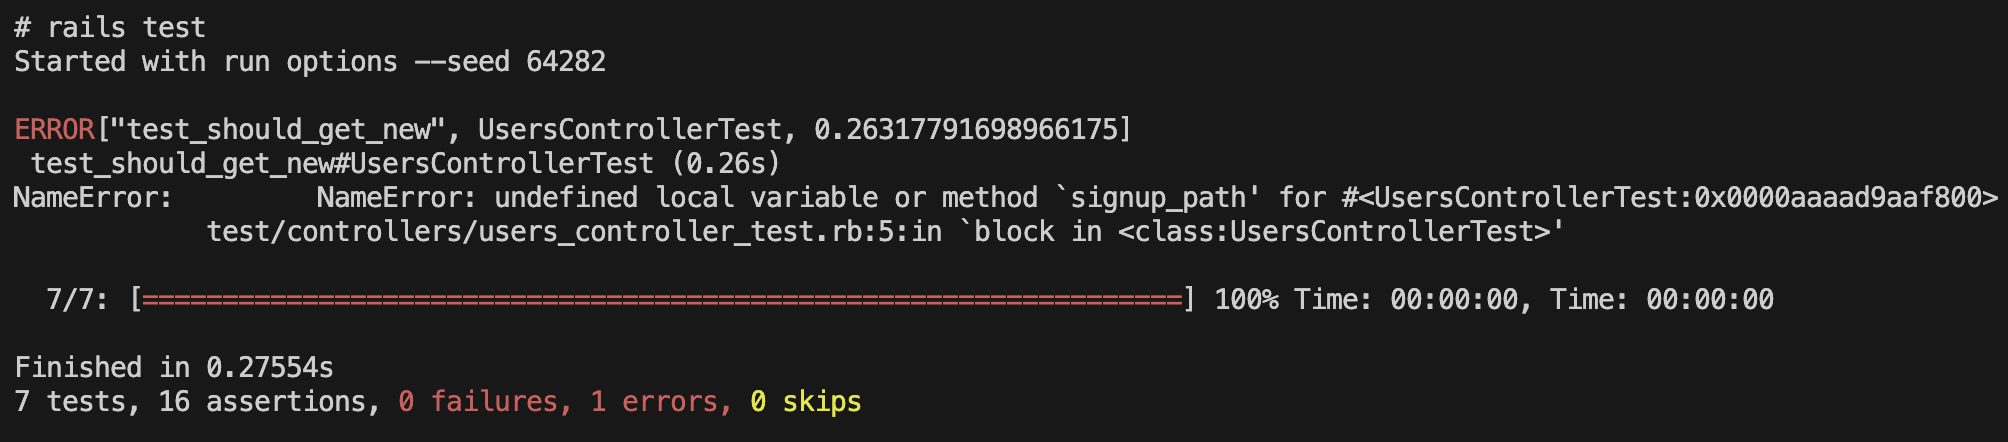 # rails test
Started with run options --seed 64282
ERROR["test_should_get_new", UsersControllerTest, 0.26317791698966175]
test_should_get_new#UsersControllerTest (0.26s)
NameError:         NameError: undefined local variable or method `signup_path' for #<UsersControllerTest:0x0000aaaad9aaf800>
test/controllers/users_controller_test.rb:5:in `block in <class:UsersControllerTest>'
7/7: [=================================================================] 100% Time: 00:00:00, Time: 00:00:00
Finished in 0.27554s
7 tests, 16 assertions, 0 failures, 1 errors, 0 skips